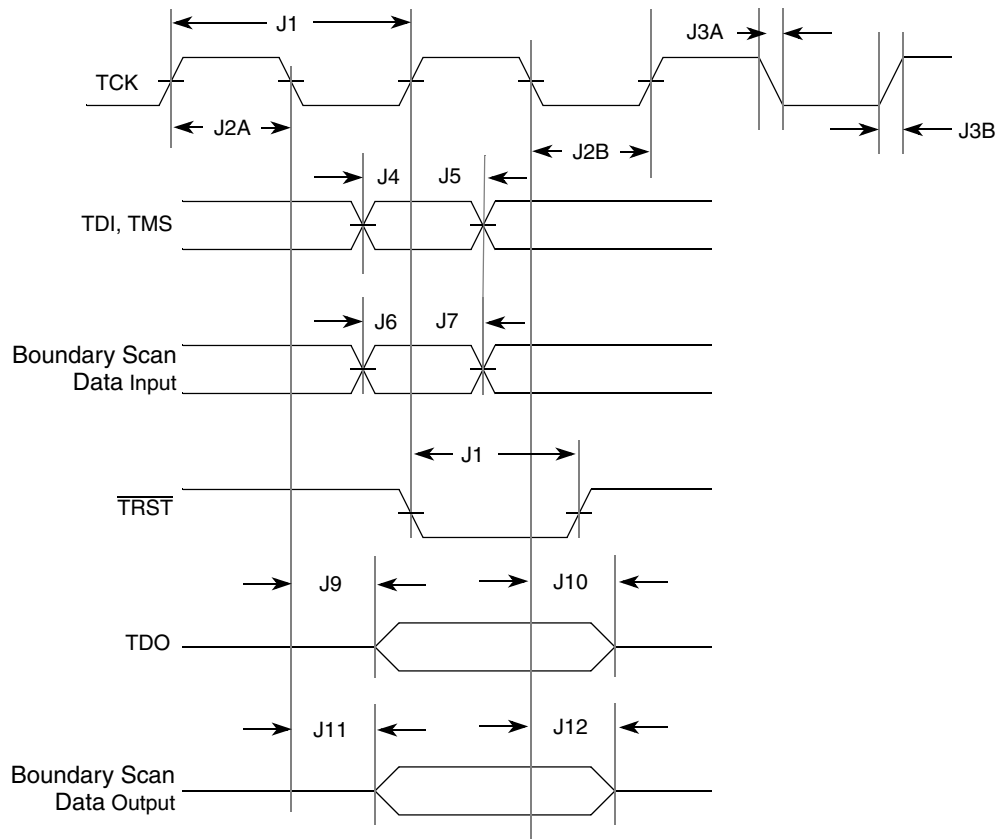 J1
J3A
TCK
J2A
J2B
J3B
J4
J5
TDI, TMS
J6
J7
Boundary Scan
Data Input
J1
TRST
J9
J10
TDO
J11
J12
Boundary Scan
Data Output